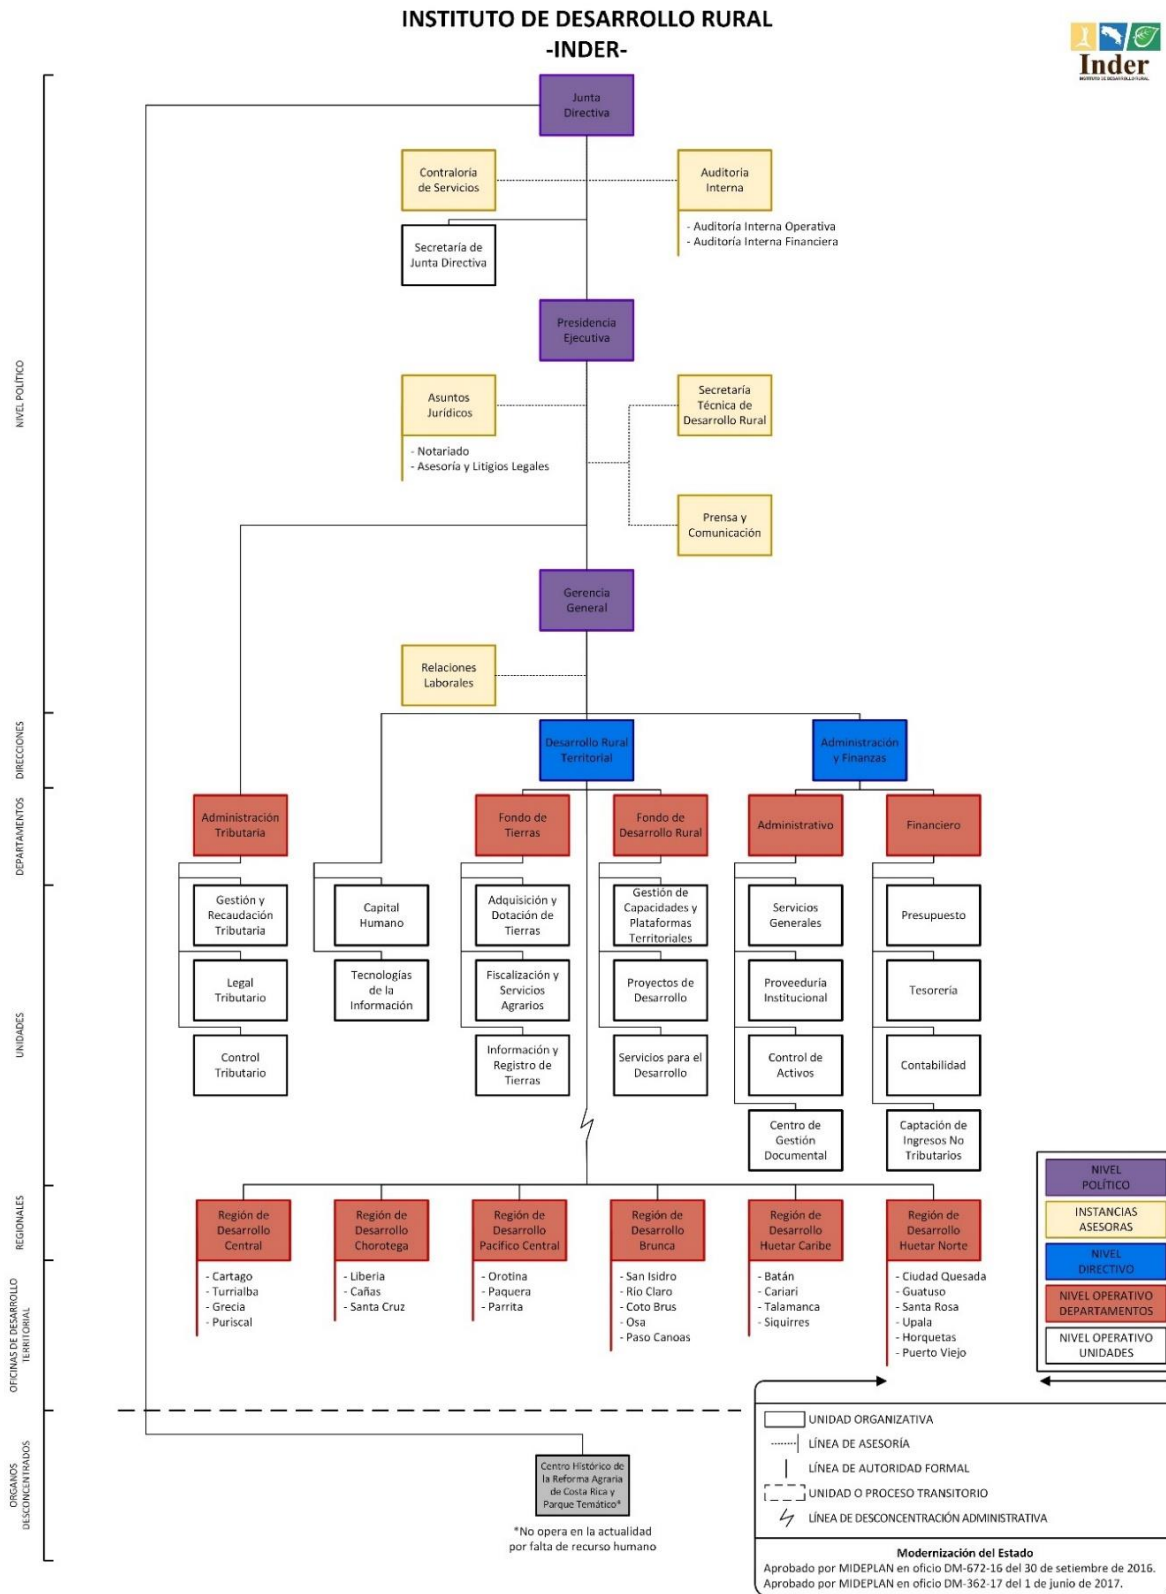 INSTITUTO DE DESARROLLO RURAL
-INDER-
Inder
INSTITUTO DE DESARROLLO RURAL
NIVEL POLÍTICO
Junta
Directiva
Contraloría
de Servicios
Auditoria
Interna
- Auditoría Interna Operativa
- Auditoría Interna Financiera
Secretaría de
Junta Directiva
Presidencia
Ejecutiva
Asuntos
Jurídicos
- Notariado
- Asesoría y Litigios Legales
Secretaría
Técnica de
Desarrollo Rural
Prensa y
Comunicación
Gerencia
General
Relaciones
Laborales
DIRECCIONES
Desarrollo Rural
Territorial
Administración
y Finanzas
DEPARTAMENTOS
Administración
Tributaria
Fondo de
Tierras
Fondo de
Desarrollo Rural
Administrativo
Financiero
UNIDADES
Gestión y
Recaudación
Tributaria
Capital
Humano
Adquisición y
Dotación de
Tierras
Gestión de
Capacidades y
Plataformas
Territoriales
Servicios
Generales
Presupuesto
Legal
Tributario
Tecnologías
de la
Información
Fiscalización y
Servicios
Agrarios
Proyectos de
Desarrollo
Proveeduría
Institucional
Tesorería
Control
Tributario
Información y
Registro de
Tierras
Servicios para el
Desarrollo
Control de
Activos
Contabilidad
Centro de
Gestión
Documental
Captación de
Ingresos No
Tributarios
REGIONALES
Región de
Desarrollo
Central
Región de
Desarrollo
Chorotega
Región de
Desarrollo
Pacífico Central
Región de
Desarrollo
Brunca
Región de
Desarrollo
Huetar Caribe
Región de
Desarrollo
Huetar Norte
OFICINAS DE DESARROLLO
TERRITORIAL
- Cartago
- Turrialba
- Grecia
- Puriscal
- Liberia
- Cañas
- Santa Cruz
- Orotina
- Paquera
- Parrita
- San Isidro
- Río Claro
- Coto Brus
- Osa
- Paso Canoas
- Batán
- Cariari
- Talamanca
- Siquirres
- Ciudad Quesada
- Guatuso
- Santa Rosa
- Upala
- Horquetas
- Puerto Viejo
NIVEL
POLÍTICO
INSTANCIAS
ASESORAS
NIVEL
DIRECTIVO
NIVEL OPERATIVO
DEPARTAMENTOS
NIVEL OPERATIVO
UNIDADES
ORGANOS
DESCONCENTRADOS
Centro Histórico de
la Reforma Agraria
de Costa Rica y
Parque Temático*
*No opera en la actualidad
por falta de recurso humano
UNIDAD ORGANIZATIVA
LÍNEA DE ASESORÍA
LÍNEA DE AUTORIDAD FORMAL
UNIDAD O PROCESO TRANSITORIO
LÍNEA DE DESCONCENTRACIÓN ADMINISTRATIVA
Modernización del Estado
Aprobado por MIDEPLAN en oficio DM-672-16 del 30 de setiembre de 2016.
Aprobado por MIDEPLAN en oficio DM-362-17 del 1 de junio de 2017.